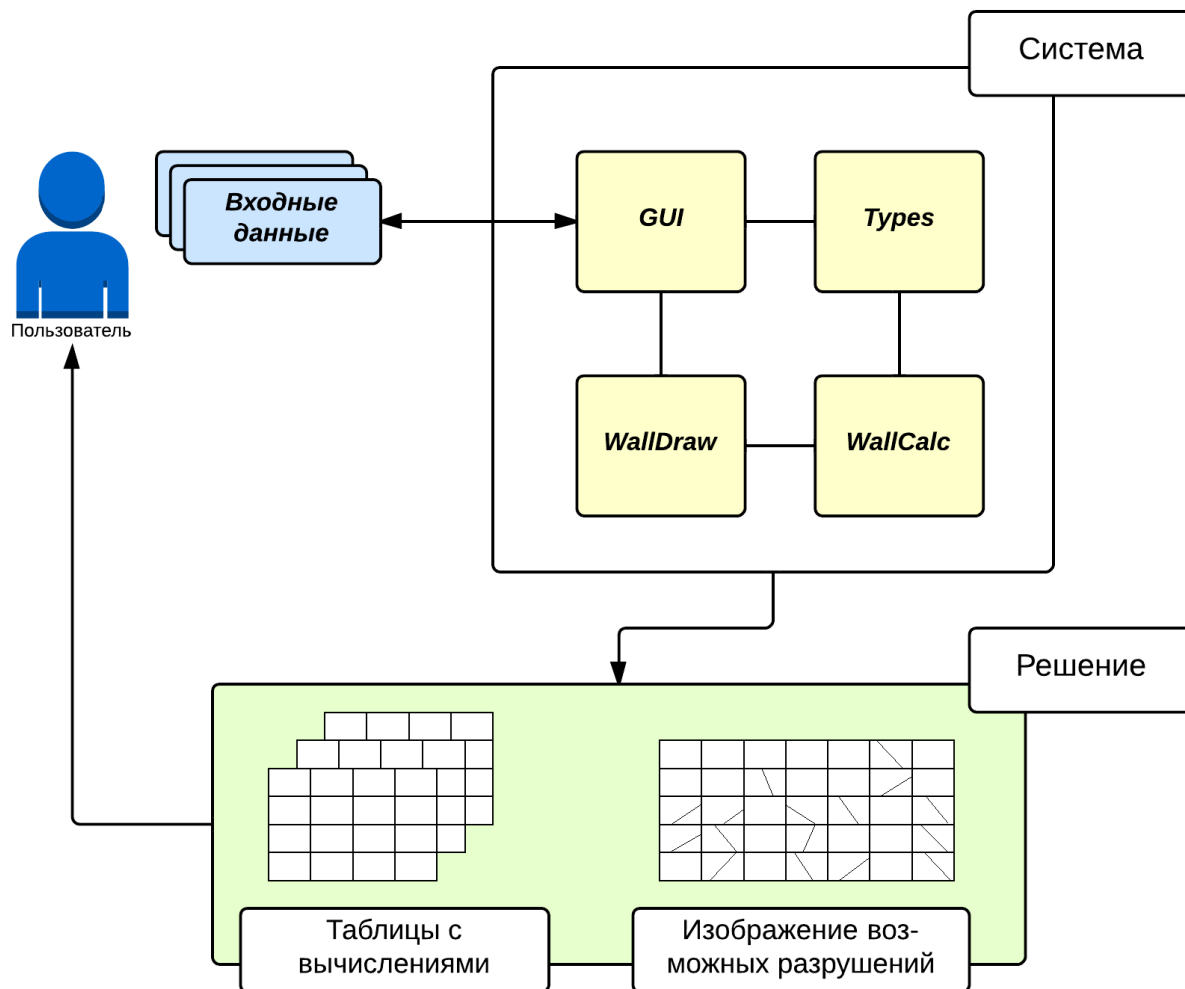 Система
Входные
данные
GUI
Types
Пользователь
WallDraw
WallCalc
Решение
Таблицы с
вычислениями
Изображение воз-
можных разрушений